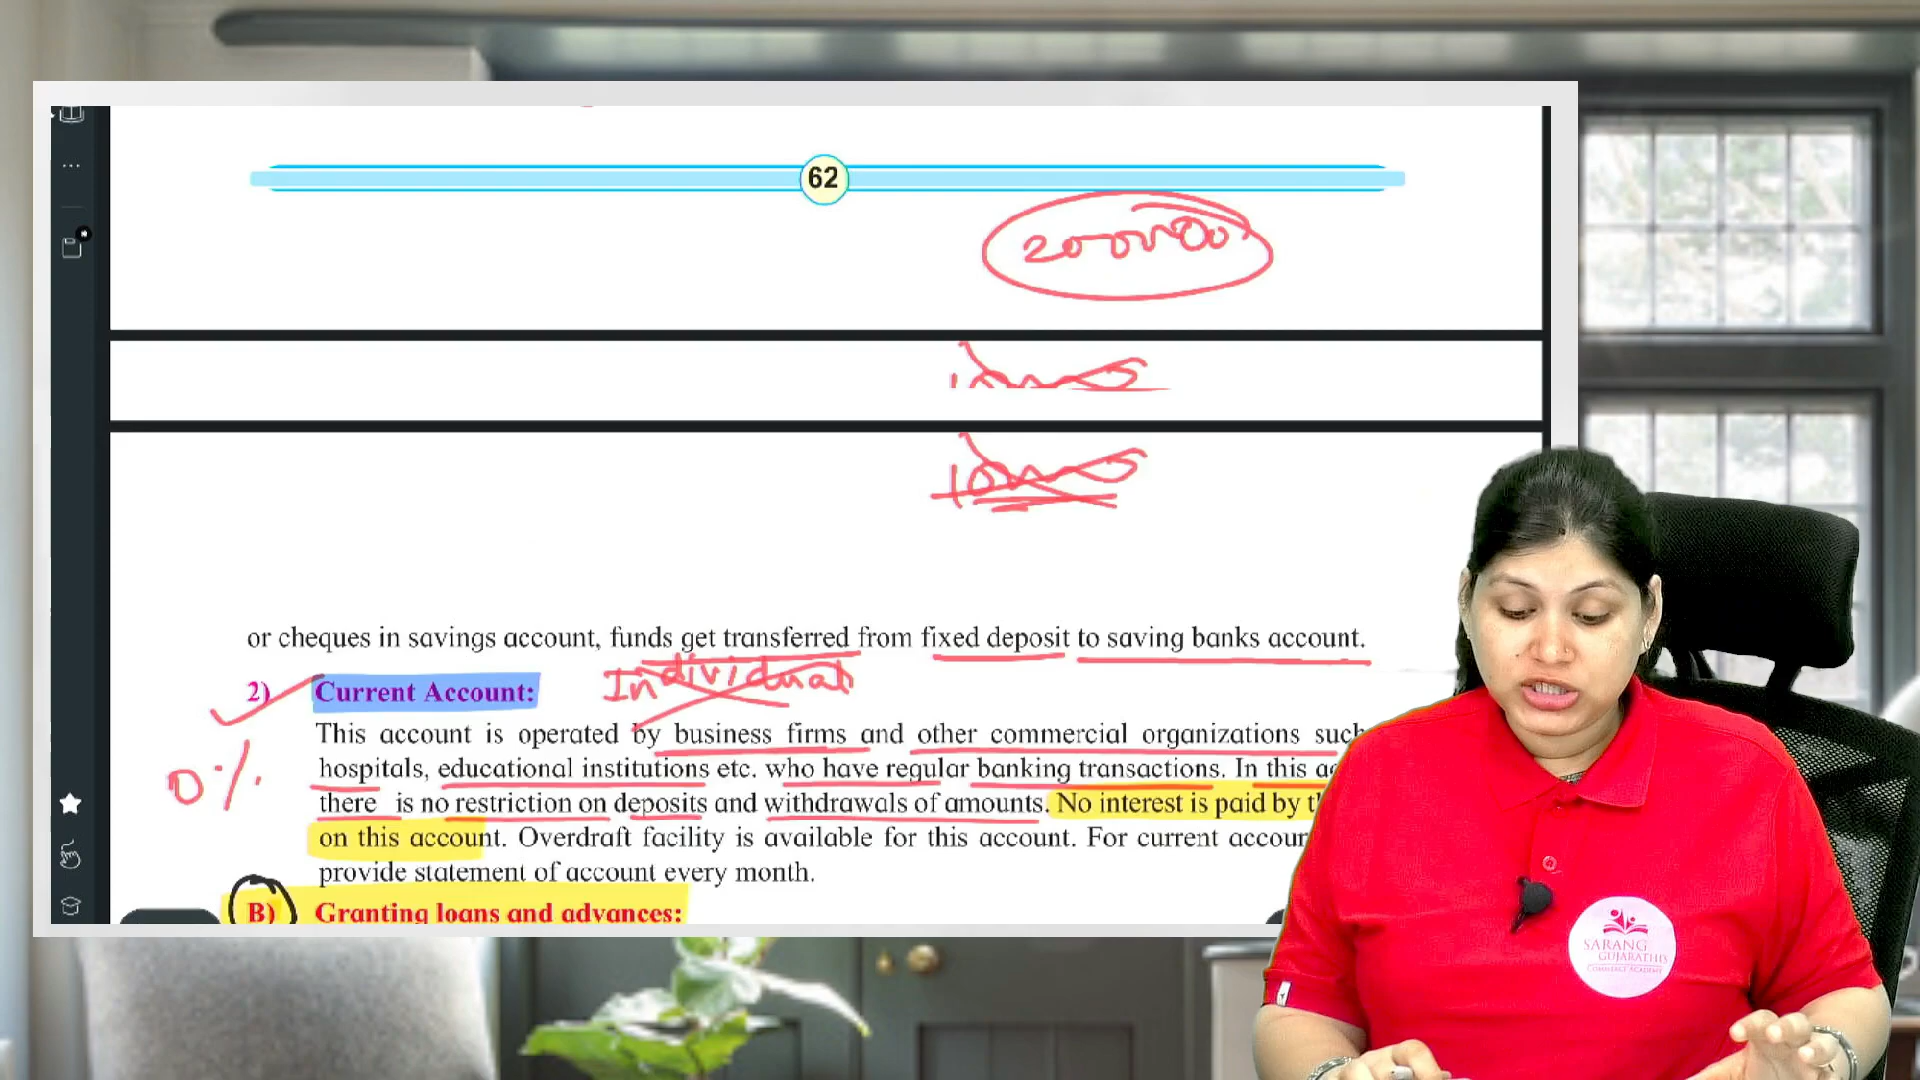 62
or cheques in savings account, funds get transferred from fixed deposit to saving banks account.
Individual
2) Current Account:
This account is operated by business firms and other commercial organizations such
0%
hospitals, educational institutions etc. who have regular banking transactions. In this
there is no restriction on deposits and withdrawals of amounts. No interest is paid by
on this account. Overdraft facility is available for this account. For current
provide statement of account every month.
B) Granting loans and advances:
SARANG
GUJARATHIS
COMMERCE ACADEMY